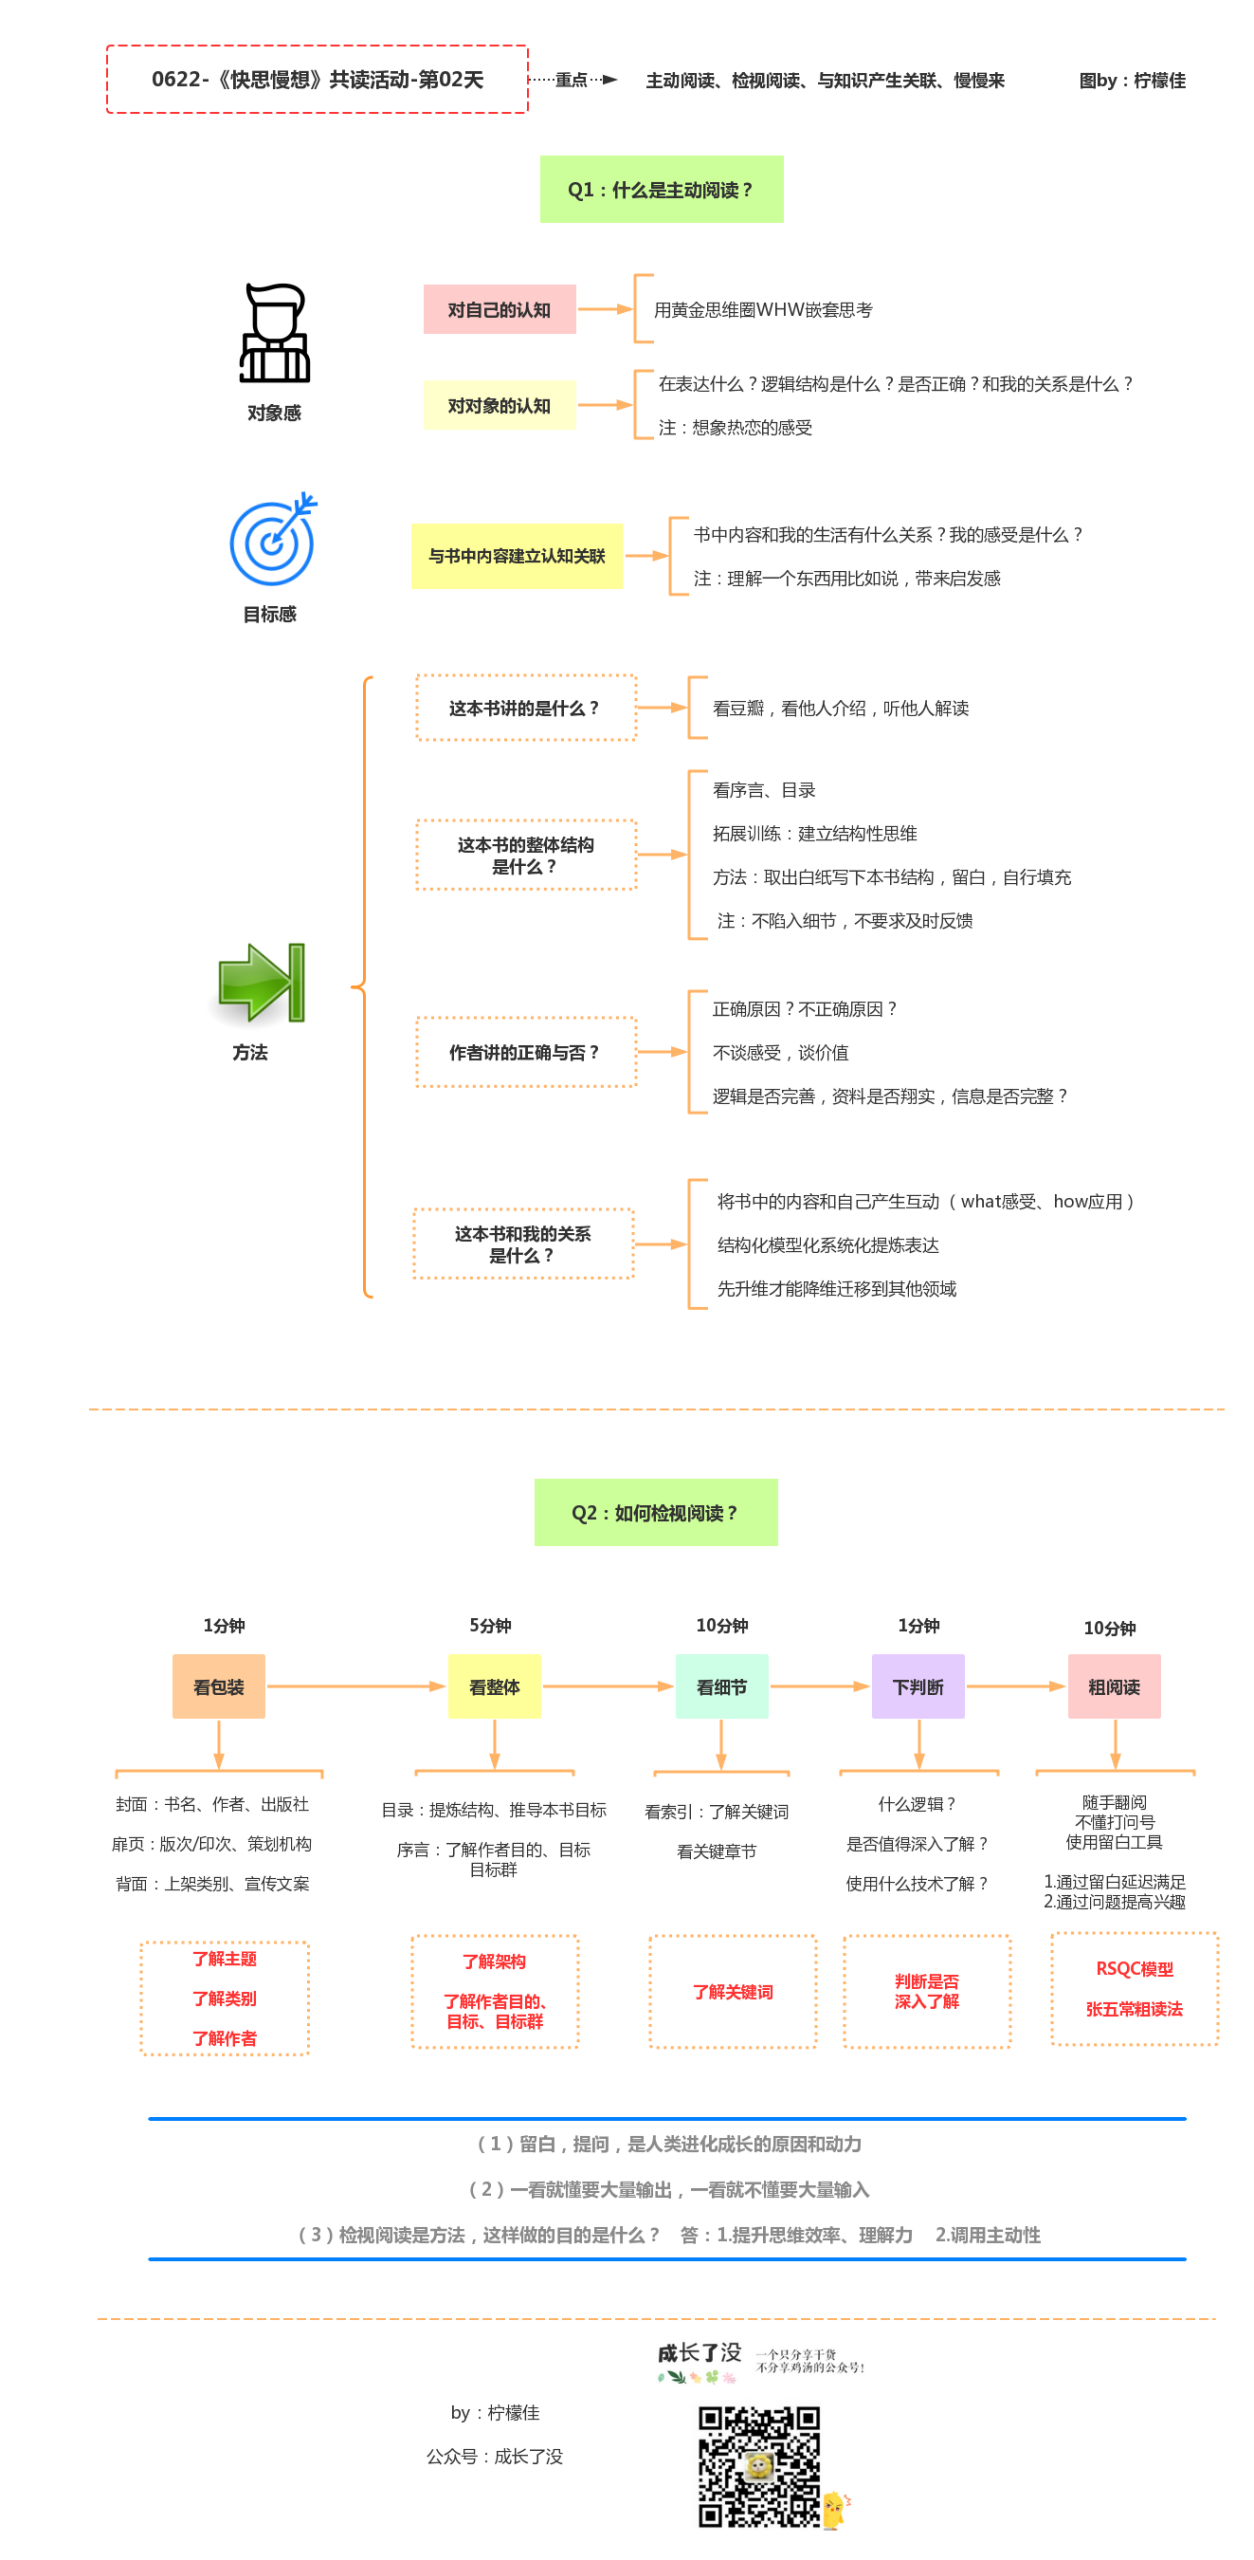 0622-《快思慢想》共读活动-第02天
重点
主动阅读、检视阅读、与知识产生关联、慢慢来
图by：柠檬佳
Q1：什么是主动阅读？
对象感
对自己的认知
用黄金思维圈WHW嵌套思考
对对象的认知
在表达什么？逻辑结构是什么？是否正确？和我的关系是什么？
注：想象热恋的感受
目标感
与书中内容建立认知关联
书中内容和我的生活有什么关系？我的感受是什么？
注：理解一个东西用比如说，带来启发感
方法
这本书讲的是什么？
看豆瓣，看他人介绍，听他人解读
这本书的整体结构
是什么？
看序言、目录
拓展训练：建立结构性思维
方法：取出白纸写下本书结构，留白，自行填充
注：不陷入细节，不要求及时反馈
作者讲的正确与否？
正确原因？不正确原因？
不谈感受，谈价值
逻辑是否完善，资料是否翔实，信息是否完整？
这本书和我的关系
是什么？
将书中的内容和自己产生互动（what感受、how应用）
结构化模型化系统化提炼表达
先升维才能降维迁移到其他领域
Q2：如何检视阅读？
1分钟
看包装
封面：书名、作者、出版社
扉页：版次/印次、策划机构
背面：上架类别、宣传文案
了解主题
了解类别
了解作者
5分钟
看整体
目录：提炼结构、推导本书目标
序言：了解作者目的、目标
目标群
了解架构
了解作者目的、
目标、目标群
10分钟
看细节
看索引：了解关键词
看关键章节
了解关键词
1分钟
下判断
什么逻辑？
是否值得深入了解？
使用什么技术了解？
判断是否
深入了解
10分钟
粗阅读
随手翻阅
不懂打问号
使用留白工具
1.通过留白延迟满足
2.通过问题提高兴趣
RSQC模型
张五常粗读法
（1）留白，提问，是人类进化成长的原因和动力
（2）一看就懂要大量输出，一看就不懂要大量输入
（3）检视阅读是方法，这样做的目的是什么？ 答：1.提升思维效率、理解力 2.调用主动性
成长了没
一个只分享干货
不分享鸡汤的公众号!
by：柠檬佳
公众号：成长了没